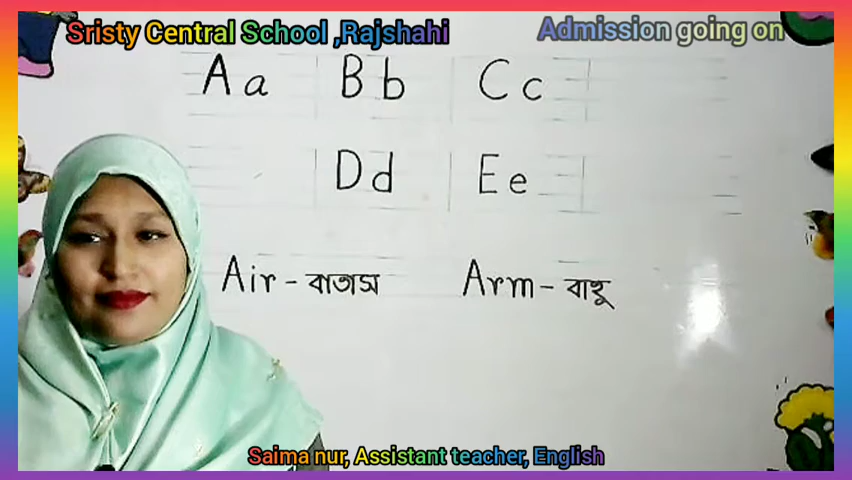 Sristy Central School ,Rajshahi
Admission going on
Aa Bb Cc
Dd Ee
Air - বাতাস Arm - বাহু
Saima nur, Assistant teacher, English